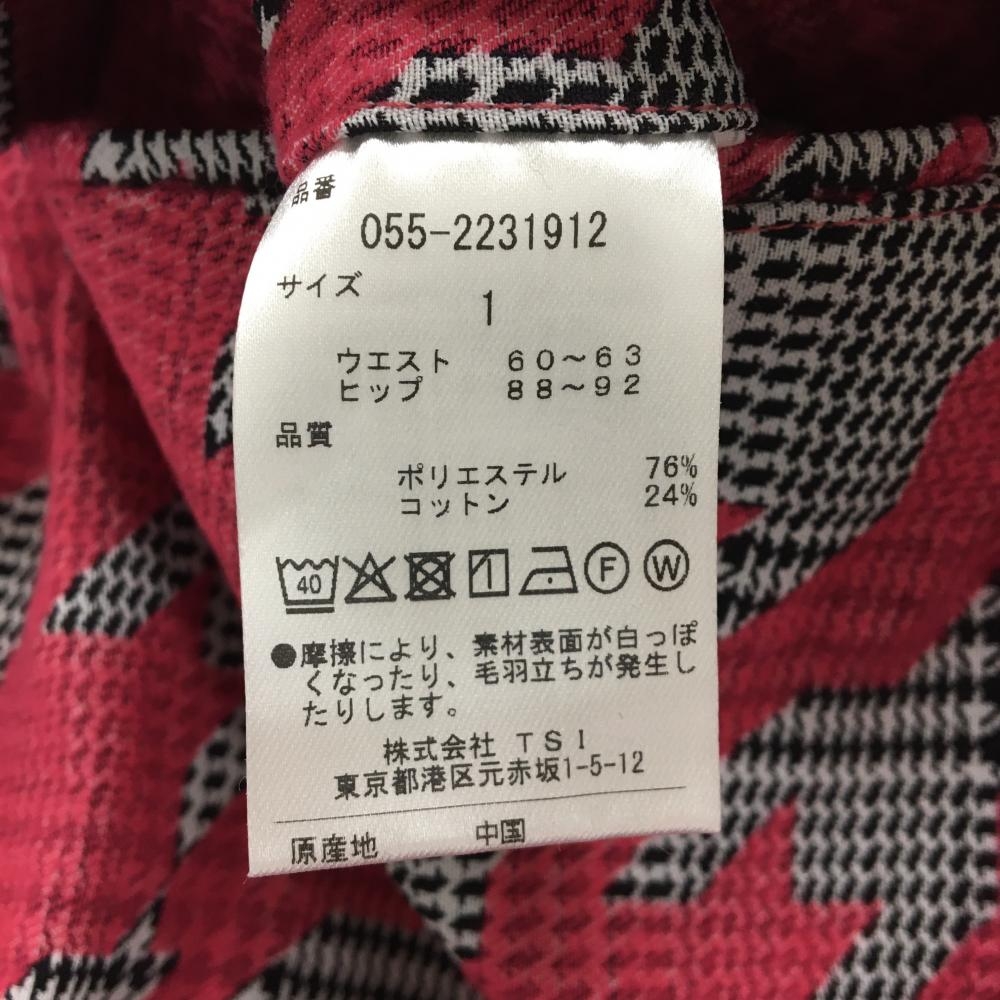 品番
055-2231912
サイズ
1
ウエスト 60～63
ヒップ 88～92
品質
ポリエステル 76%
コットン 24%
40 F W
●摩擦により、素材表面が白っぽ
くなったり、毛羽立ちが発生し
たりします。
株式会社 TSI
東京都港区元赤坂1-5-12
原産地 中国